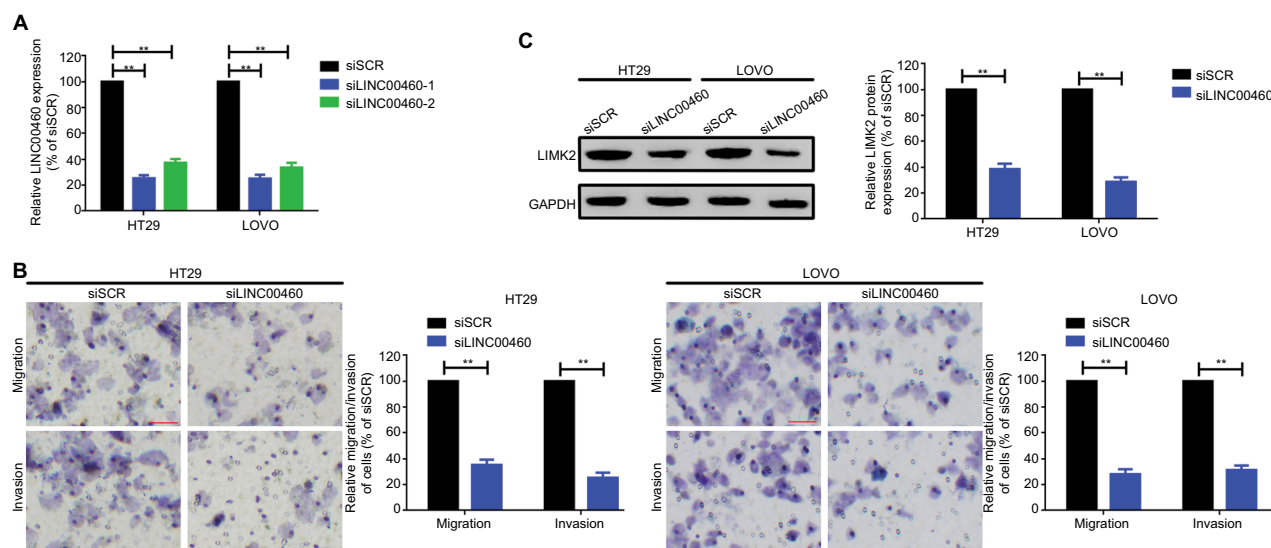 A
Relative LINC00460 expression
(% of siSCR)
120
100
80
60
40
20
0
**
**
**
**
HT29
LOVO
siSCR
siLINC00460-1
siLINC00460-2
C
HT29
LOVO
siSCR
siLINC00460
siSCR
siLINC00460
LIMK2
GAPDH
Relative LIMK2 protein
expression (% of siSCR)
120
100
80
60
40
20
0
**
**
HT29
LOVO
siSCR
siLINC00460
B
HT29
siSCR
siLINC00460
Migration
Invasion
HT29
siSCR
siLINC00460
Relative migration/invasion
of cells (% of siSCR)
120
100
80
60
40
20
0
**
**
Migration
Invasion
LOVO
siSCR
siLINC00460
Migration
Invasion
LOVO
siSCR
siLINC00460
Relative migration/invasion
of cells (% of siSCR)
120
100
80
60
40
20
0
**
**
Migration
Invasion